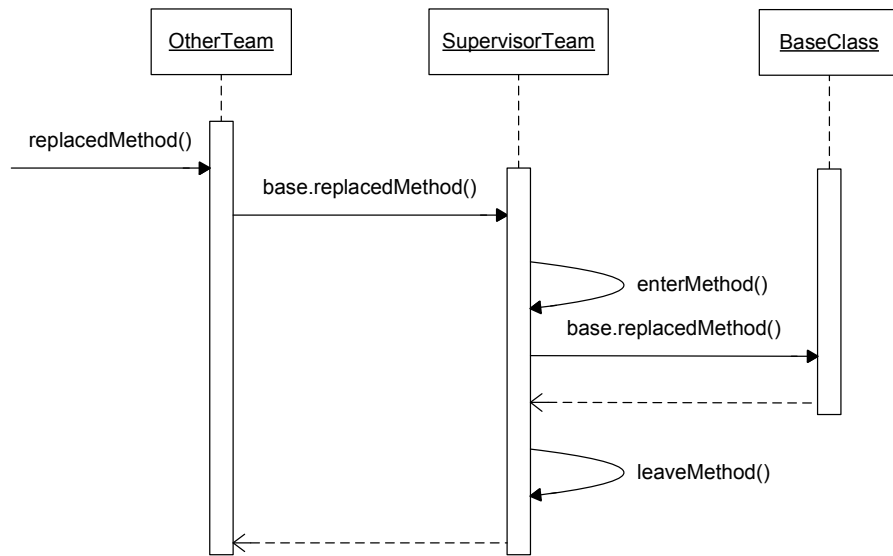 OtherTeam
SupervisorTeam
BaseClass
replacedMethod()
base.replacedMethod()
enterMethod()
base.replacedMethod()
leaveMethod()